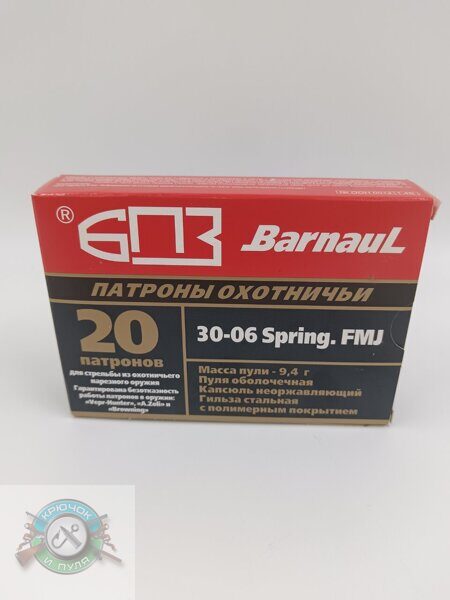 ® БПЗ BarnauL
ПАТРОНЫ ОХОТНИЧЬИ
20
патронов
для стрельбы из охотничьего
нарезного оружия
Гарантирована безотказность
работы патронов в оружии:
«Vepr-Hunter», «A.Zoli» и
«Browning»
30-06 Spring. FMJ
Масса пули - 9,4 г
Пуля оболочечная
Капсюль неоржавляющий
Гильза стальная
с полимерным покрытием
КРЮЧОК
И ПУЛЯ